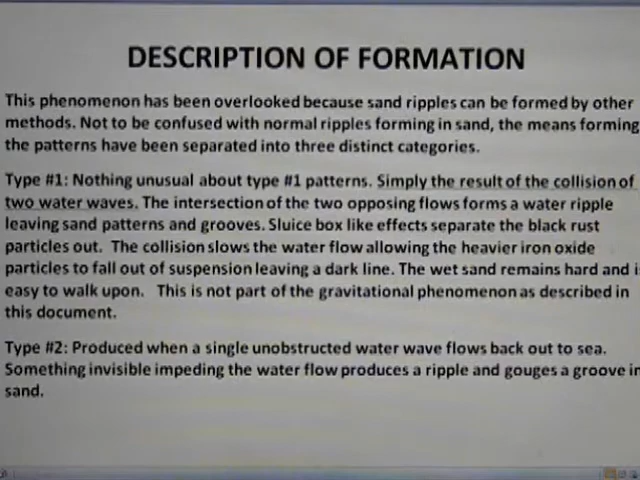 DESCRIPTION OF FORMATION
This phenomenon has been overlooked because sand ripples can be formed by other
methods. Not to be confused with normal ripples forming in sand, the means forming
the patterns have been separated into three distinct categories.
Type #1: Nothing unusual about type #1 patterns. Simply the result of the collision of
two water waves. The intersection of the two opposing flows forms a water ripple
leaving sand patterns and grooves. Sluice box like effects separate the black rust
particles out. The collision slows the water flow allowing the heavier iron oxide
particles to fall out of suspension leaving a dark line. The wet sand remains hard and i
easy to walk upon. This is not part of the gravitational phenomenon as described in
this document.
Type #2: Produced when a single unobstructed water wave flows back out to sea.
Something invisible impeding the water flow produces a ripple and gouges a groove in
sand.